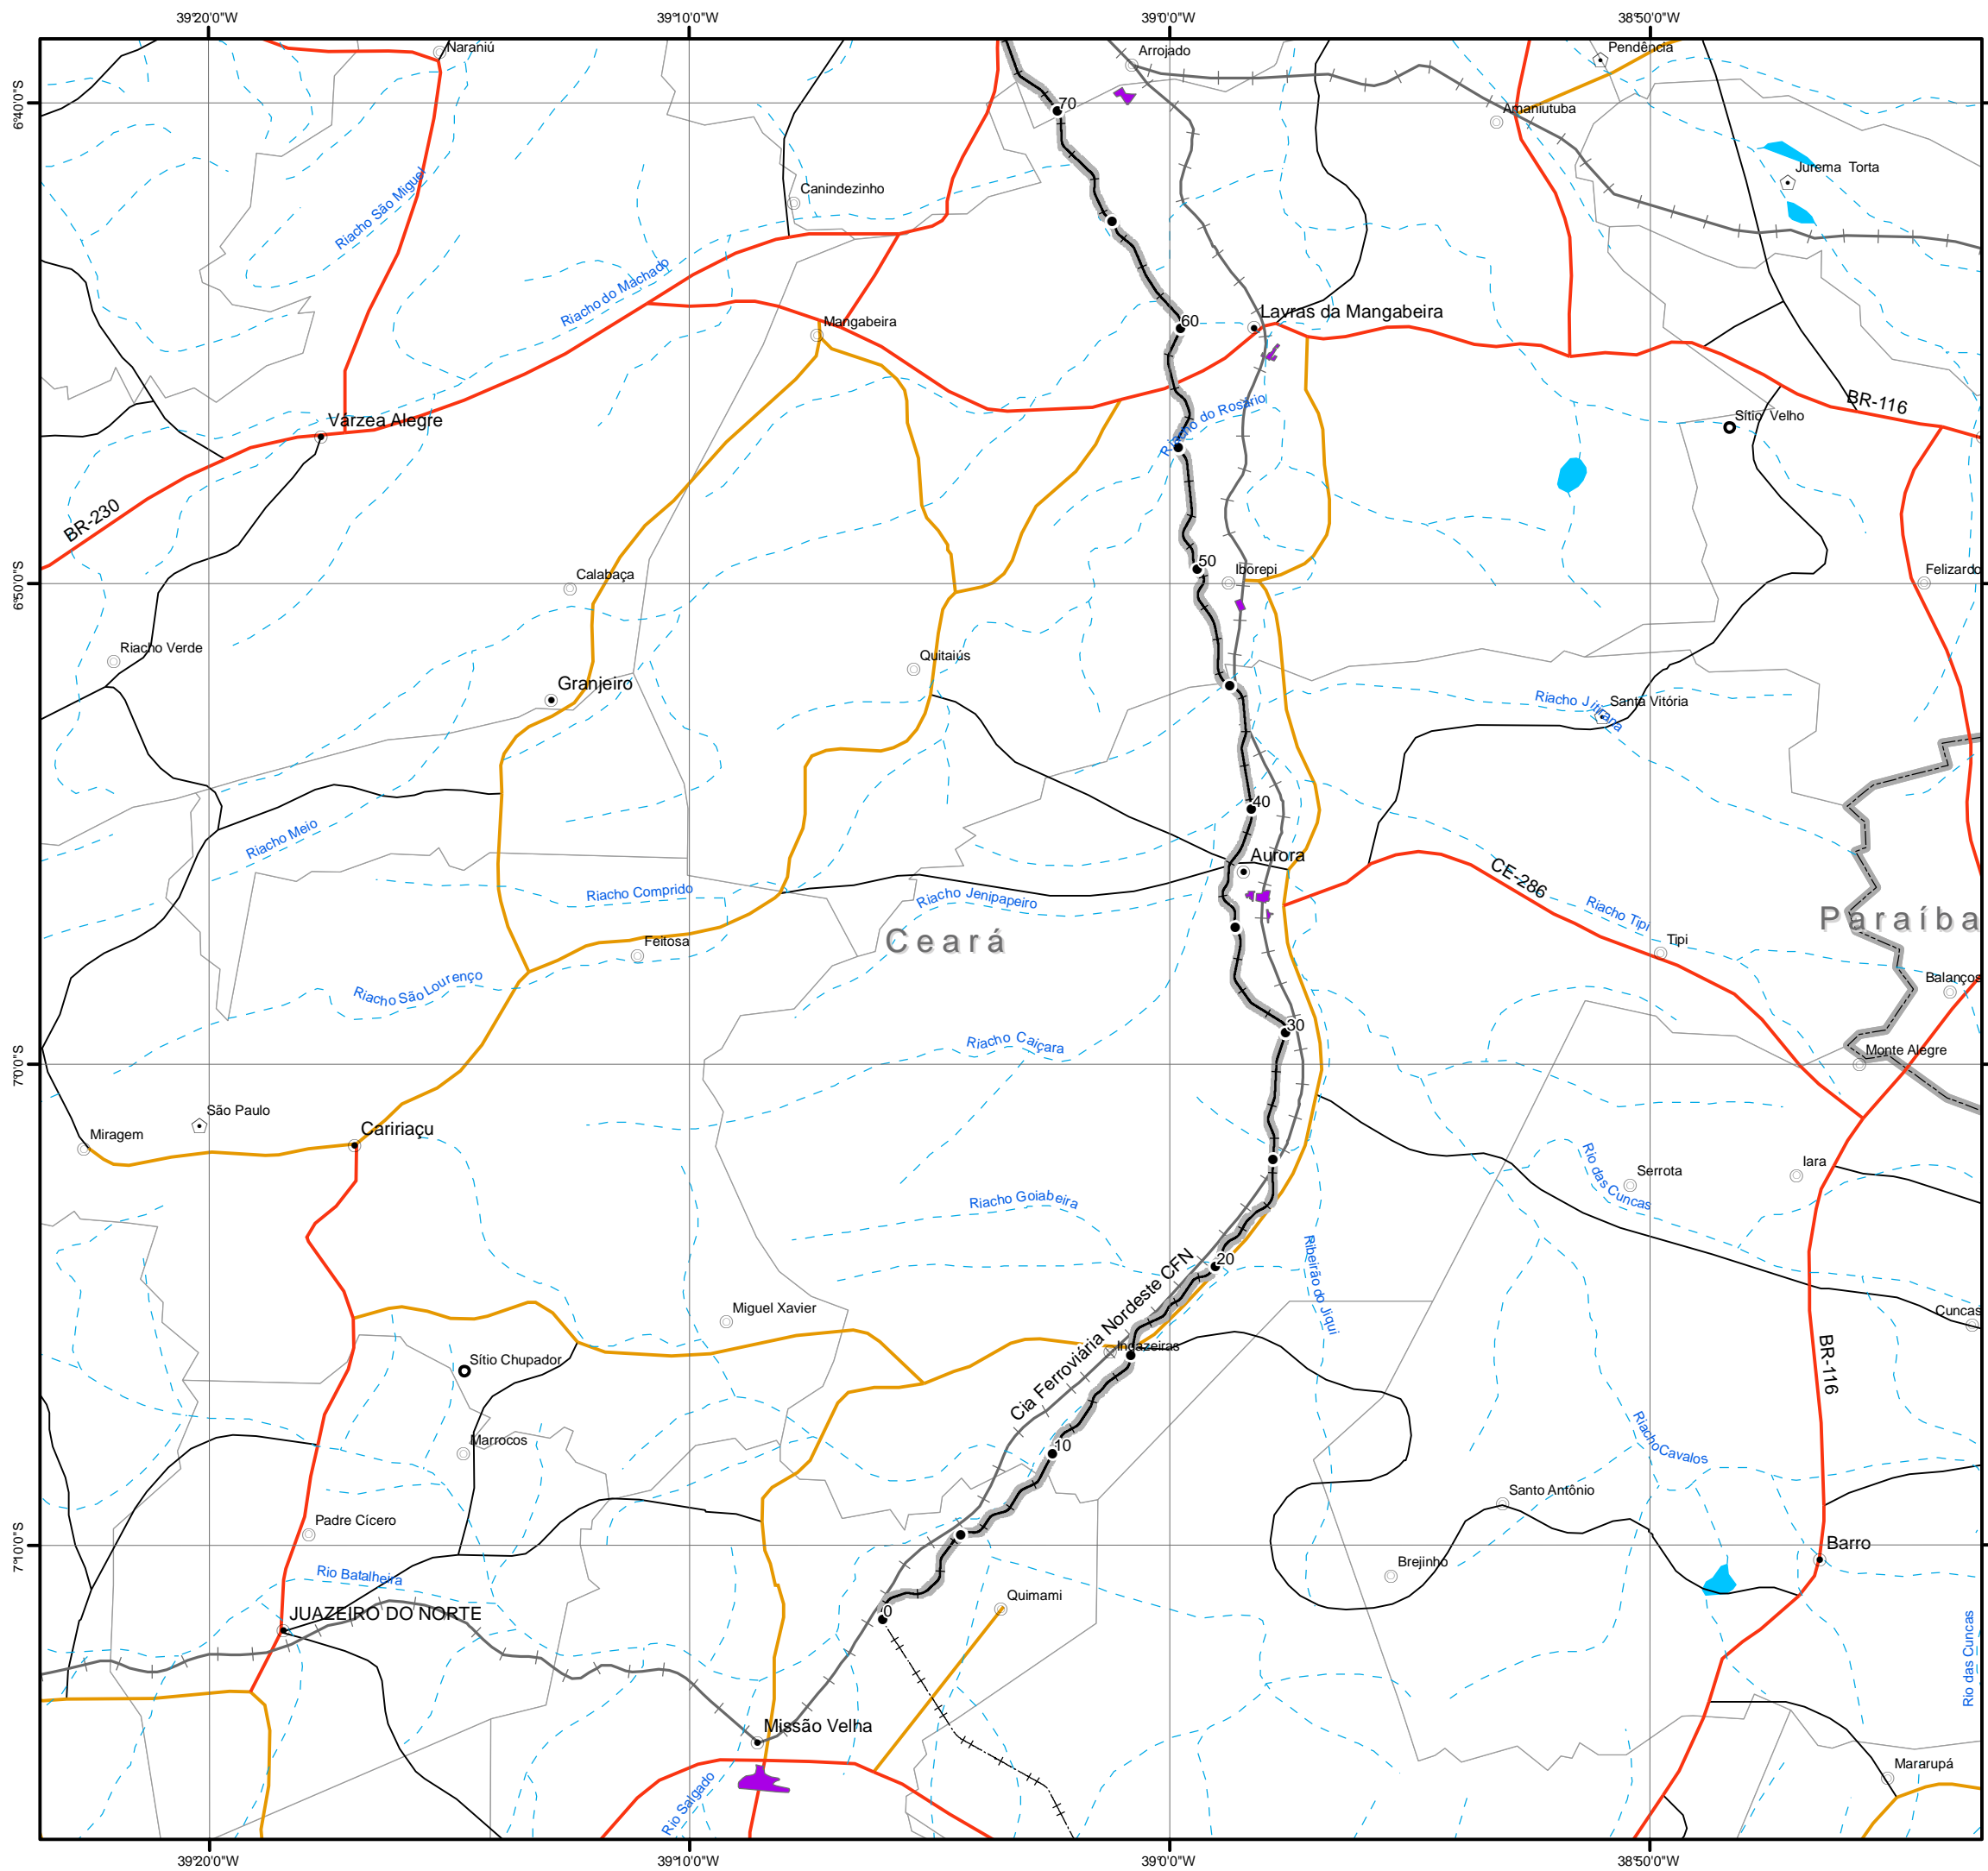 39°20'0"W
39°10'0"W
39°0'0"W
38°50'0"W
Naraniú
Arrojado
Pendência
6°40'0"S
70
Amaniutuba
Jurema Torta
Canindezinho
Riacho São Miguel
Riacho do Machado
Mangabeira
60
Lavras da Mangabeira
BR-116
Sítio Velho
Várzea Alegre
Riacho do Rosário
BR-230
50
Iborepi
6°50'0"S
Calabaça
Felizardo
Riacho Verde
Quitaiús
Granjeiro
Riacho Jitirana
Santa Vitória
40
Riacho Meio
Aurora
CE-286
Riacho Comprido
Riacho Jenipapeiro
Riacho Tipi
Paraíba
Ceará
Feitosa
Tipi
Riacho São Lourenço
Balanços
30
Riacho Caiçara
Monte Alegre
7°0'0"S
São Paulo
Miragem
Caririaçu
Rio das Cuncas
Iara
Serrota
Riacho Goiabeira
20
Ribeirão do Jiqui
Cia Ferroviária Nordeste CFN
Miguel Xavier
Cuncas
Ingazeiras
BR-116
Sítio Chupador
Marrocos
10
Riacho Cavalos
Santo Antônio
Padre Cícero
7°10'0"S
Barro
Rio Batalheira
Brejinho
JUAZEIRO DO NORTE
0
Quimami
Rio das Cuncas
Missão Velha
Rio Salgado
Mararupá
39°20'0"W
39°10'0"W
39°0'0"W
38°50'0"W